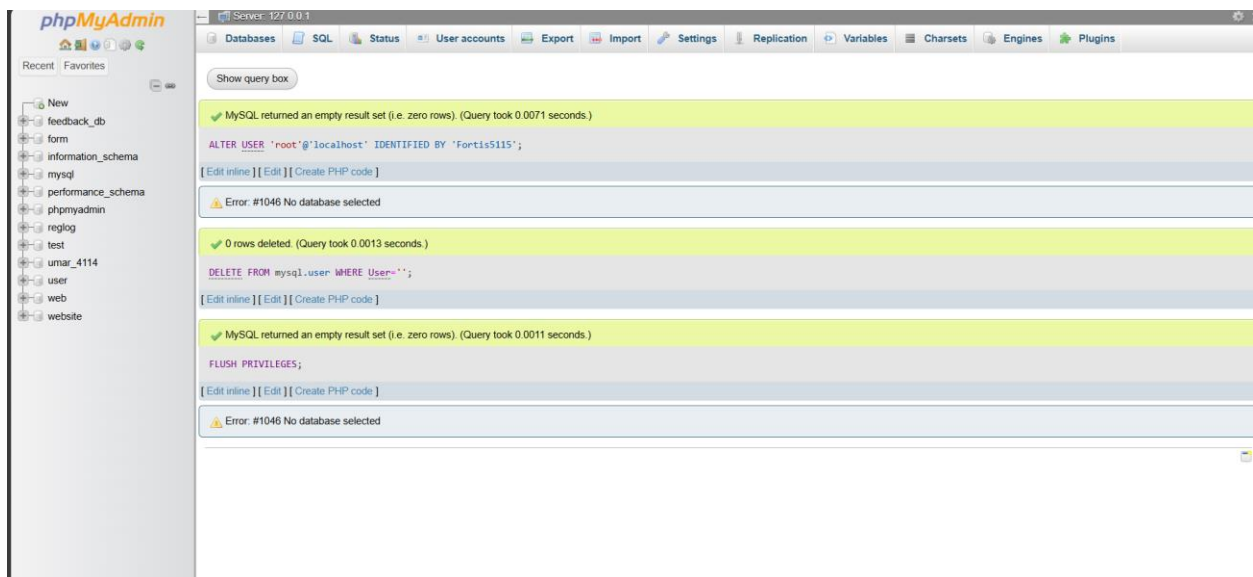 phpMyAdmin
Recent Favorites
New
feedback_db
form
information_schema
mysql
performance_schema
phpmyadmin
reglog
test
umar_4114
user
web
website
Server: 127.0.0.1
Databases SQL Status User accounts Export Import Settings Replication Variables Charsets Engines Plugins
Show query box
MySQL returned an empty result set (i.e. zero rows). (Query took 0.0071 seconds.)
ALTER USER 'root'@'localhost' IDENTIFIED BY 'Fortis5115';
[ Edit inline ] [ Edit ] [ Create PHP code ]
Error: #1046 No database selected
0 rows deleted. (Query took 0.0013 seconds.)
DELETE FROM mysql.user WHERE User='';
[ Edit inline ] [ Edit ] [ Create PHP code ]
MySQL returned an empty result set (i.e. zero rows). (Query took 0.0011 seconds.)
FLUSH PRIVILEGES;
[ Edit inline ] [ Edit ] [ Create PHP code ]
Error: #1046 No database selected